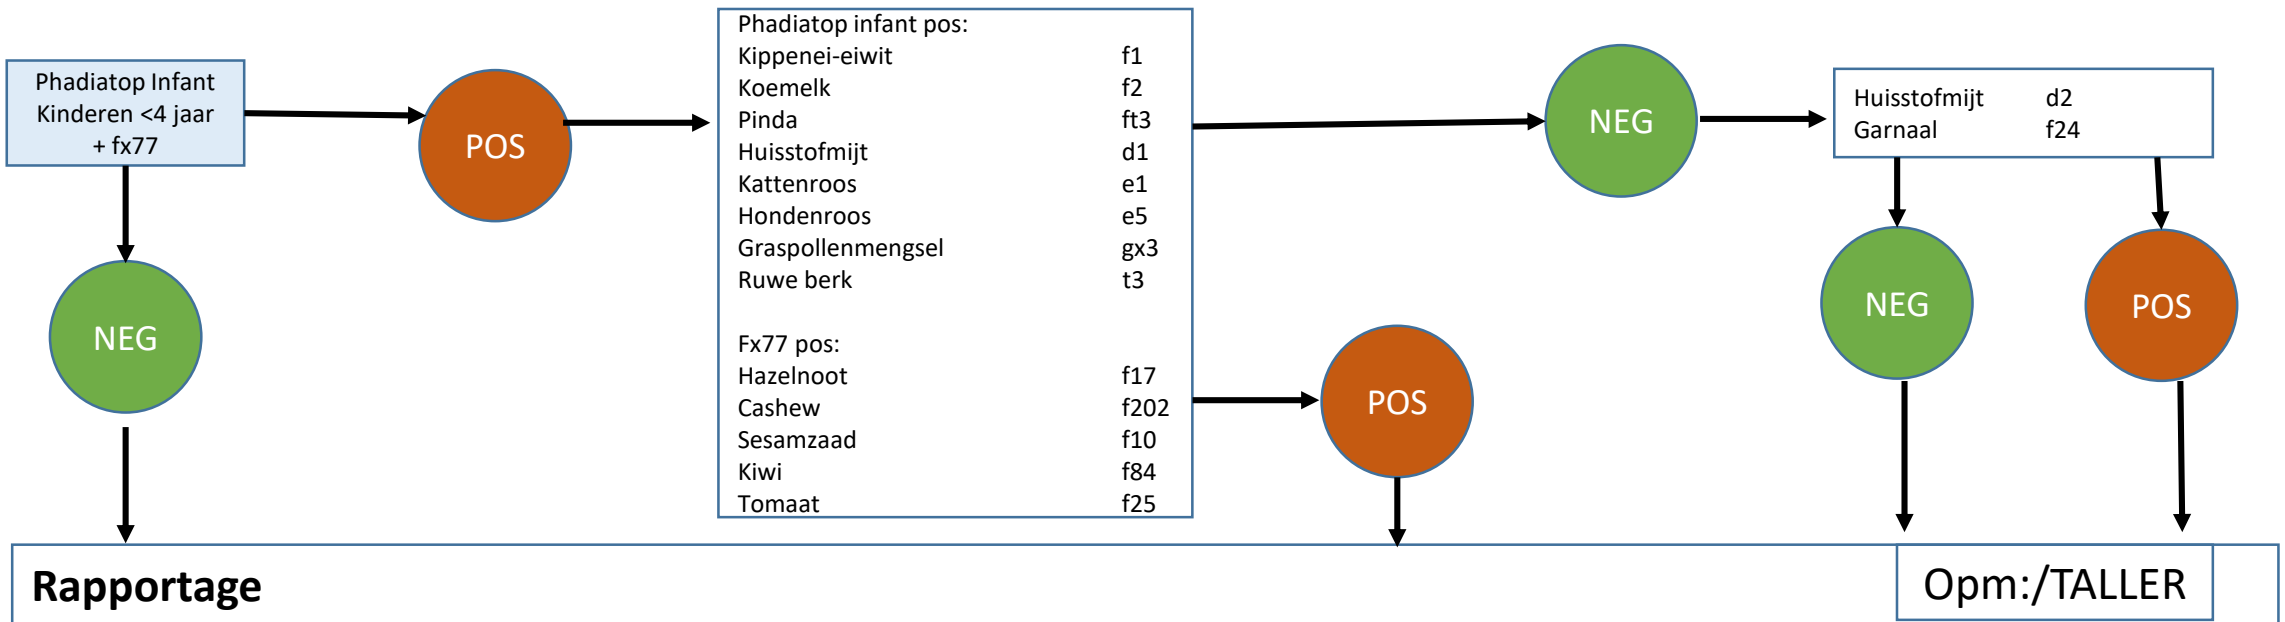 Phadiatop Infant
Kinderen <4 jaar
+ fx77
POS
NEG
Phadiatop infant pos:
Kippenei-eiwit f1
Koemelk f2
Pinda ft3
Huisstofmijt d1
Kattenroos e1
Hondenroos e5
Graspollenmengsel gx3
Ruwe berk t3
Fx77 pos:
Hazelnoot f17
Cashew f202
Sesamzaad f10
Kiwi f84
Tomaat f25
POS
NEG
Huisstofmijt d2
Garnaal f24
NEG
POS
Rapportage
Opm:/TALLER